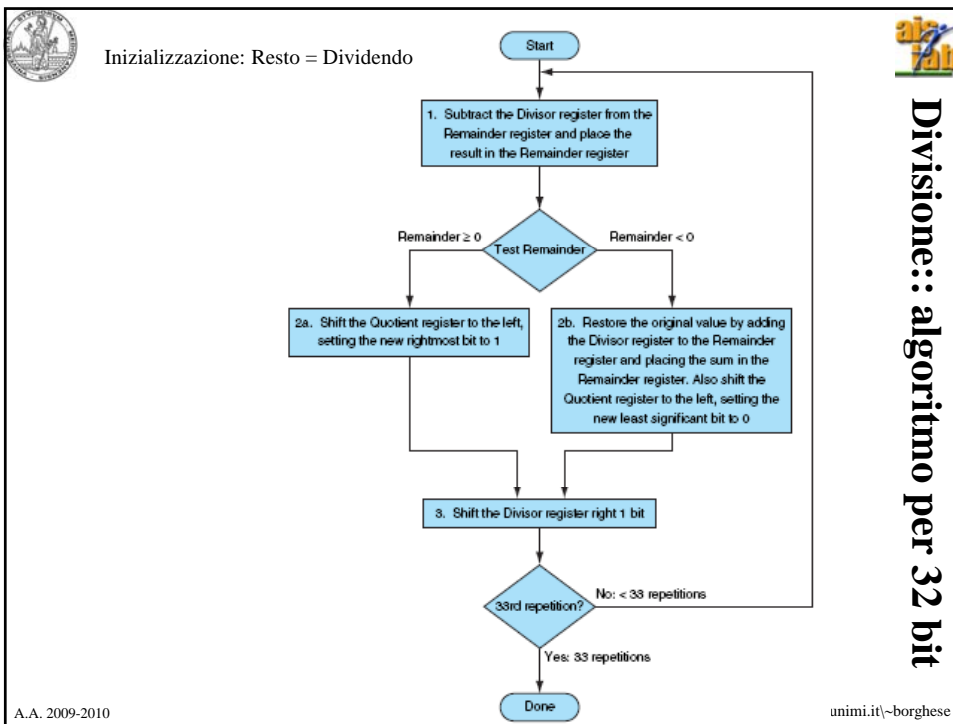 Inizializzazione: Resto = Dividendo
Start
1. Subtract the Divisor register from the
Remainder register and place the
result in the Remainder register
Remainder ≥ 0
Test Remainder
Remainder < 0
2a. Shift the Quotient register to the left,
setting the new rightmost bit to 1
2b. Restore the original value by adding
the Divisor register to the Remainder
register and placing the sum in the
Remainder register. Also shift the
Quotient register to the left, setting the
new least significant bit to 0
3. Shift the Divisor register right 1 bit
33rd repetition?
No: < 33 repetitions
Yes: 33 repetitions
Done
Divisione:: algoritmo per 32 bit
A.A. 2009-2010
unimi.it\~borghese